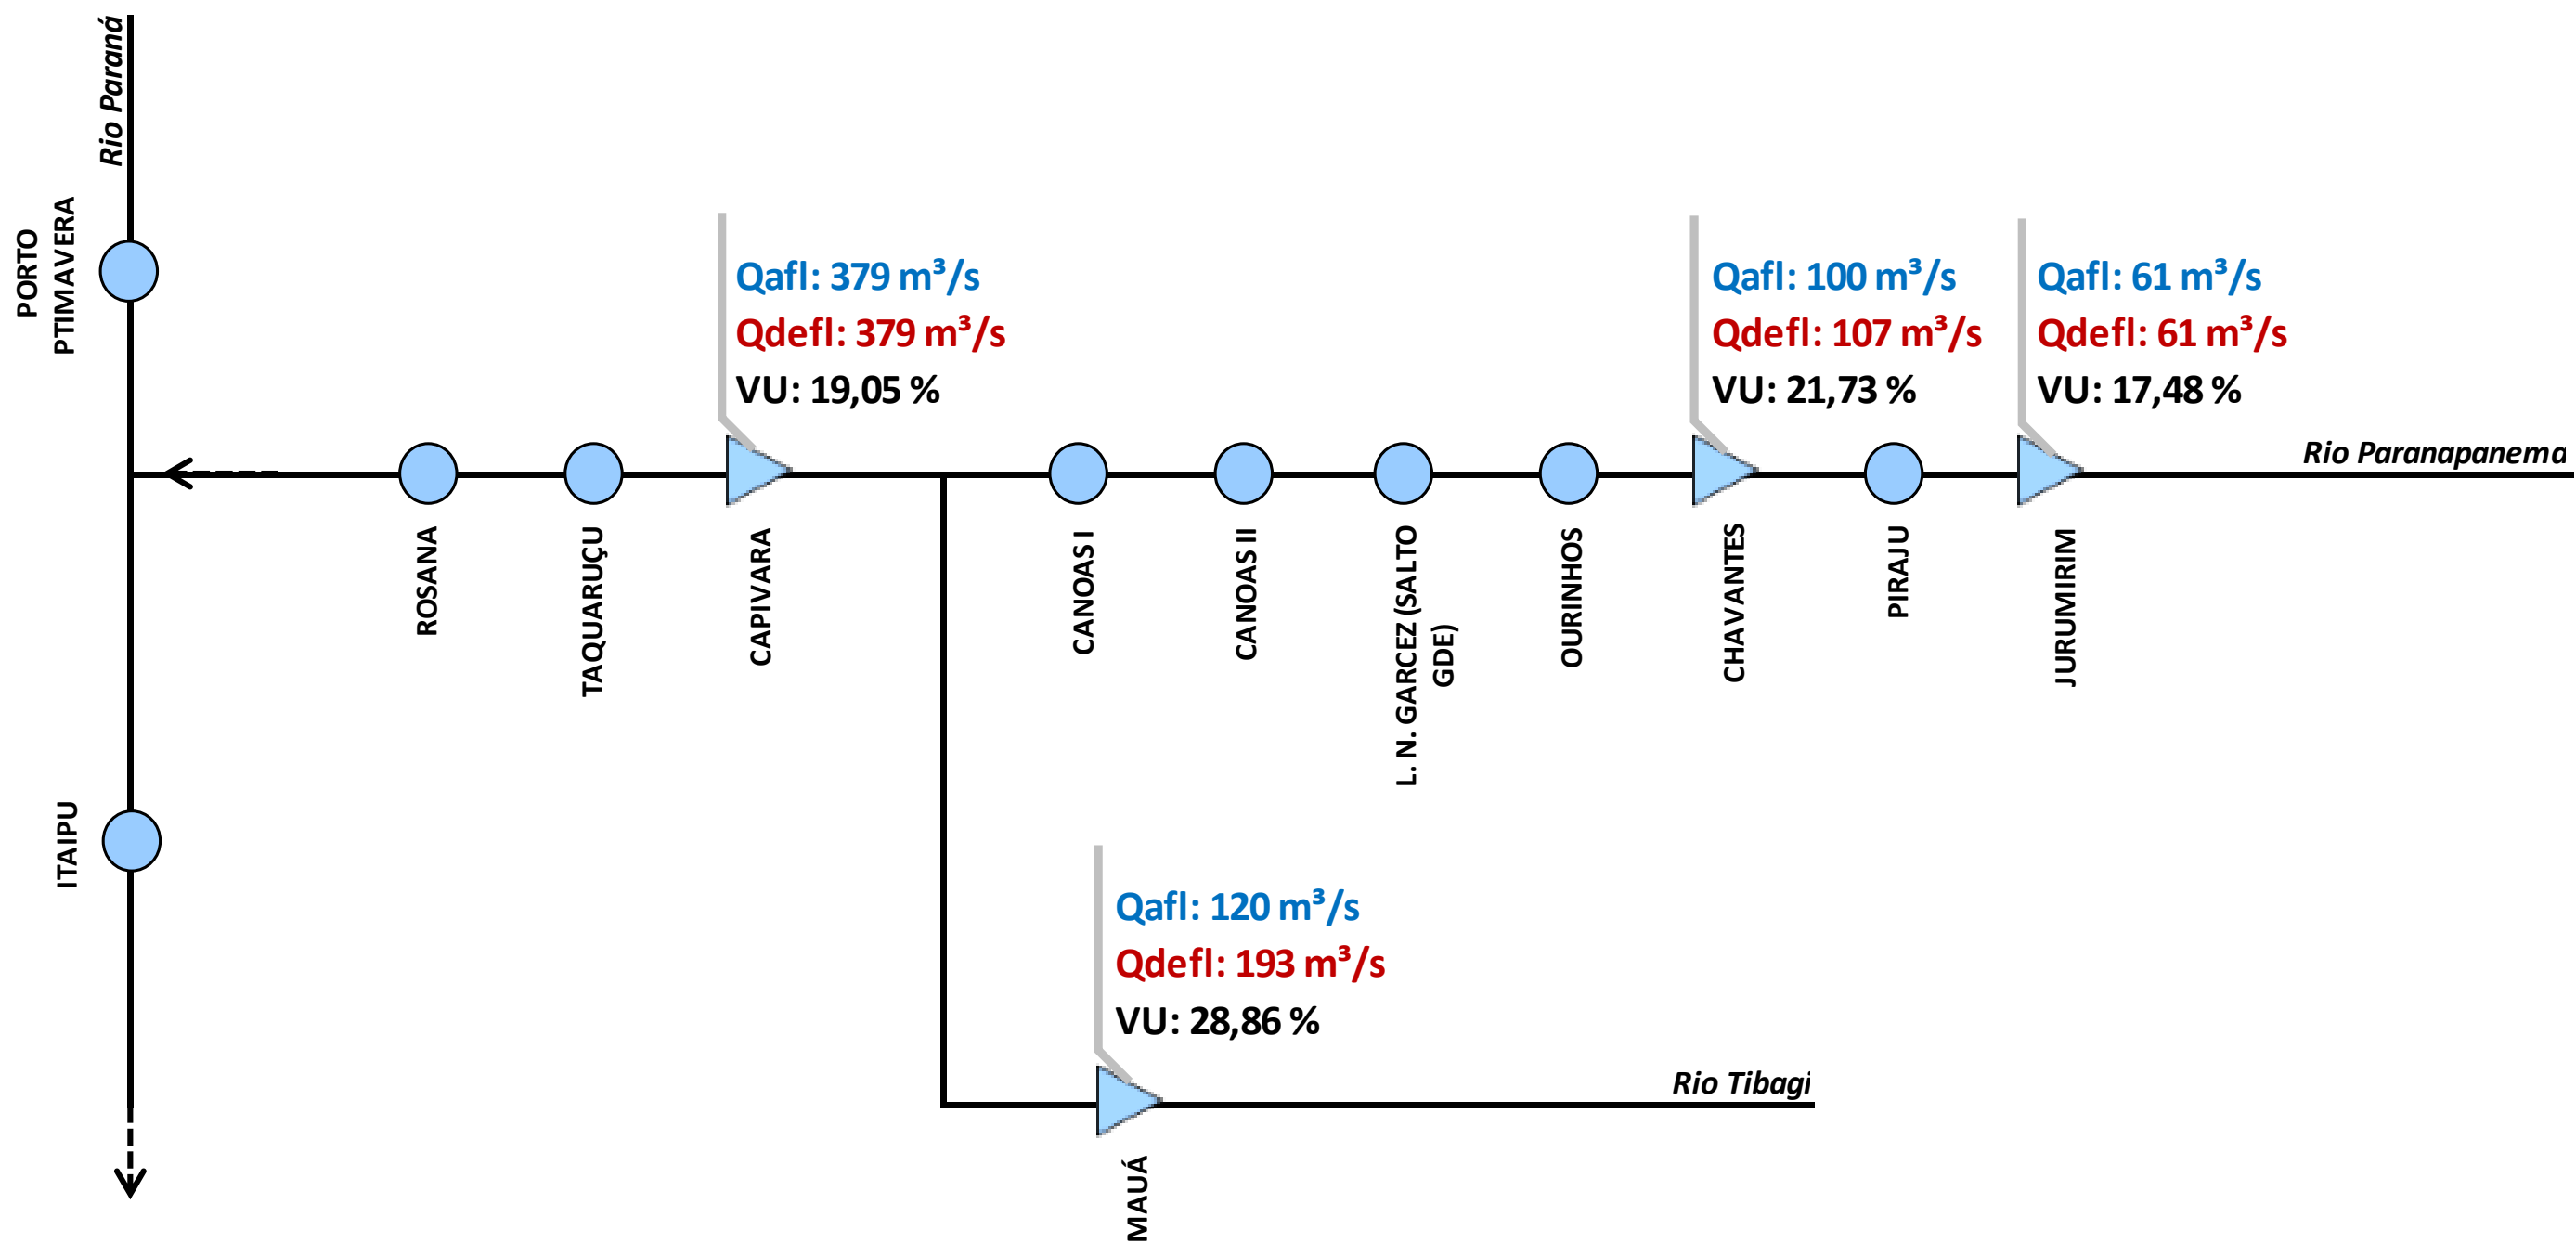 Rio Paraná
PORTO
PTIMAVERA
Qafl: 379 m³/s
Qdefl: 379 m³/s
VU: 19,05 %
Qafl: 100 m³/s
Qdefl: 107 m³/s
VU: 21,73 %
Qafl: 61 m³/s
Qdefl: 61 m³/s
VU: 17,48 %
Rio Paranapanema
ROSANA
TAQUARUÇU
CAPIVARA
CANOAS I
CANOAS II
L. N. GARCEZ (SALTO
GDE)
OURINHOS
CHAVANTES
PIRAJU
JURUMIRIM
ITAIPU
Qafl: 120 m³/s
Qdefl: 193 m³/s
VU: 28,86 %
Rio Tibagi
MAUÁ